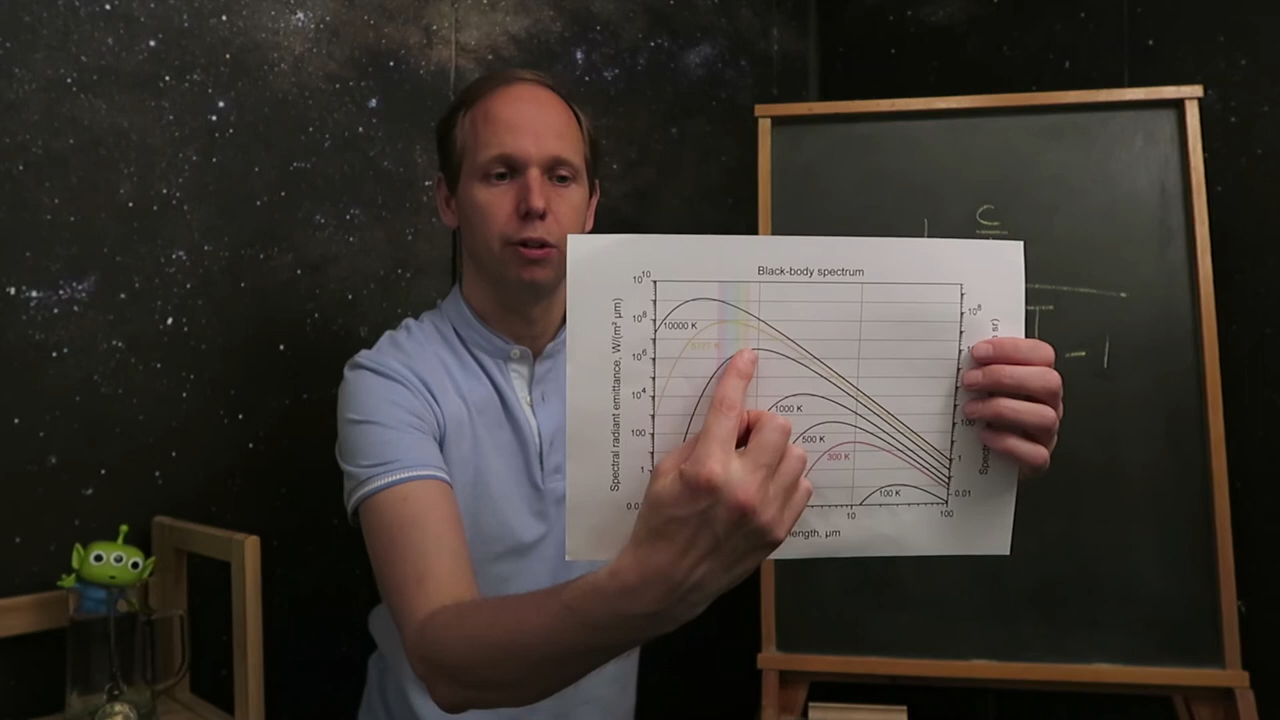 Black-body spectrum
Spectral radiant emittance, W/(m² μm)
10¹⁰
10⁸
10⁶
10⁴
100
1
10000 K
5777 K
1000 K
500 K
300 K
100 K
10⁸
100
1
0.01
10
100
μm
C
T